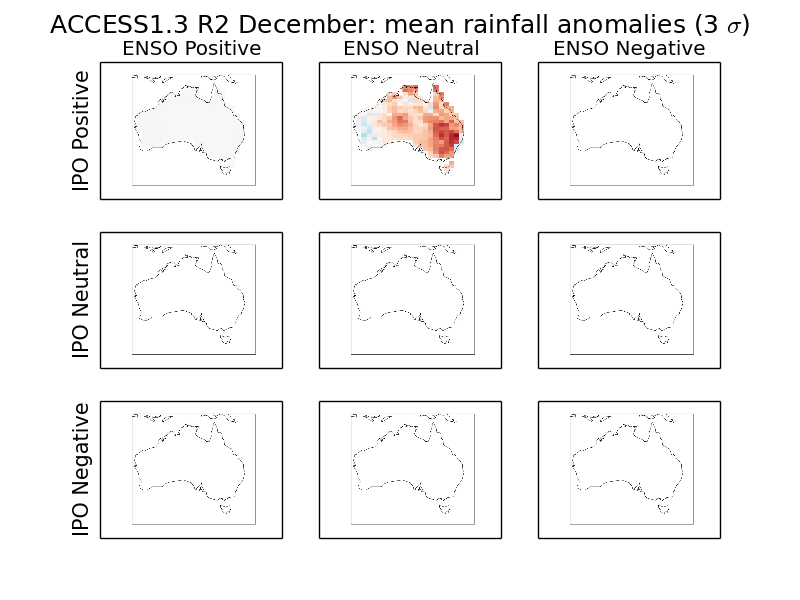 ACCESS1.3 R2 December: mean rainfall anomalies (3 σ)
ENSO Positive ENSO Neutral ENSO Negative
IPO Positive
IPO Neutral
IPO Negative